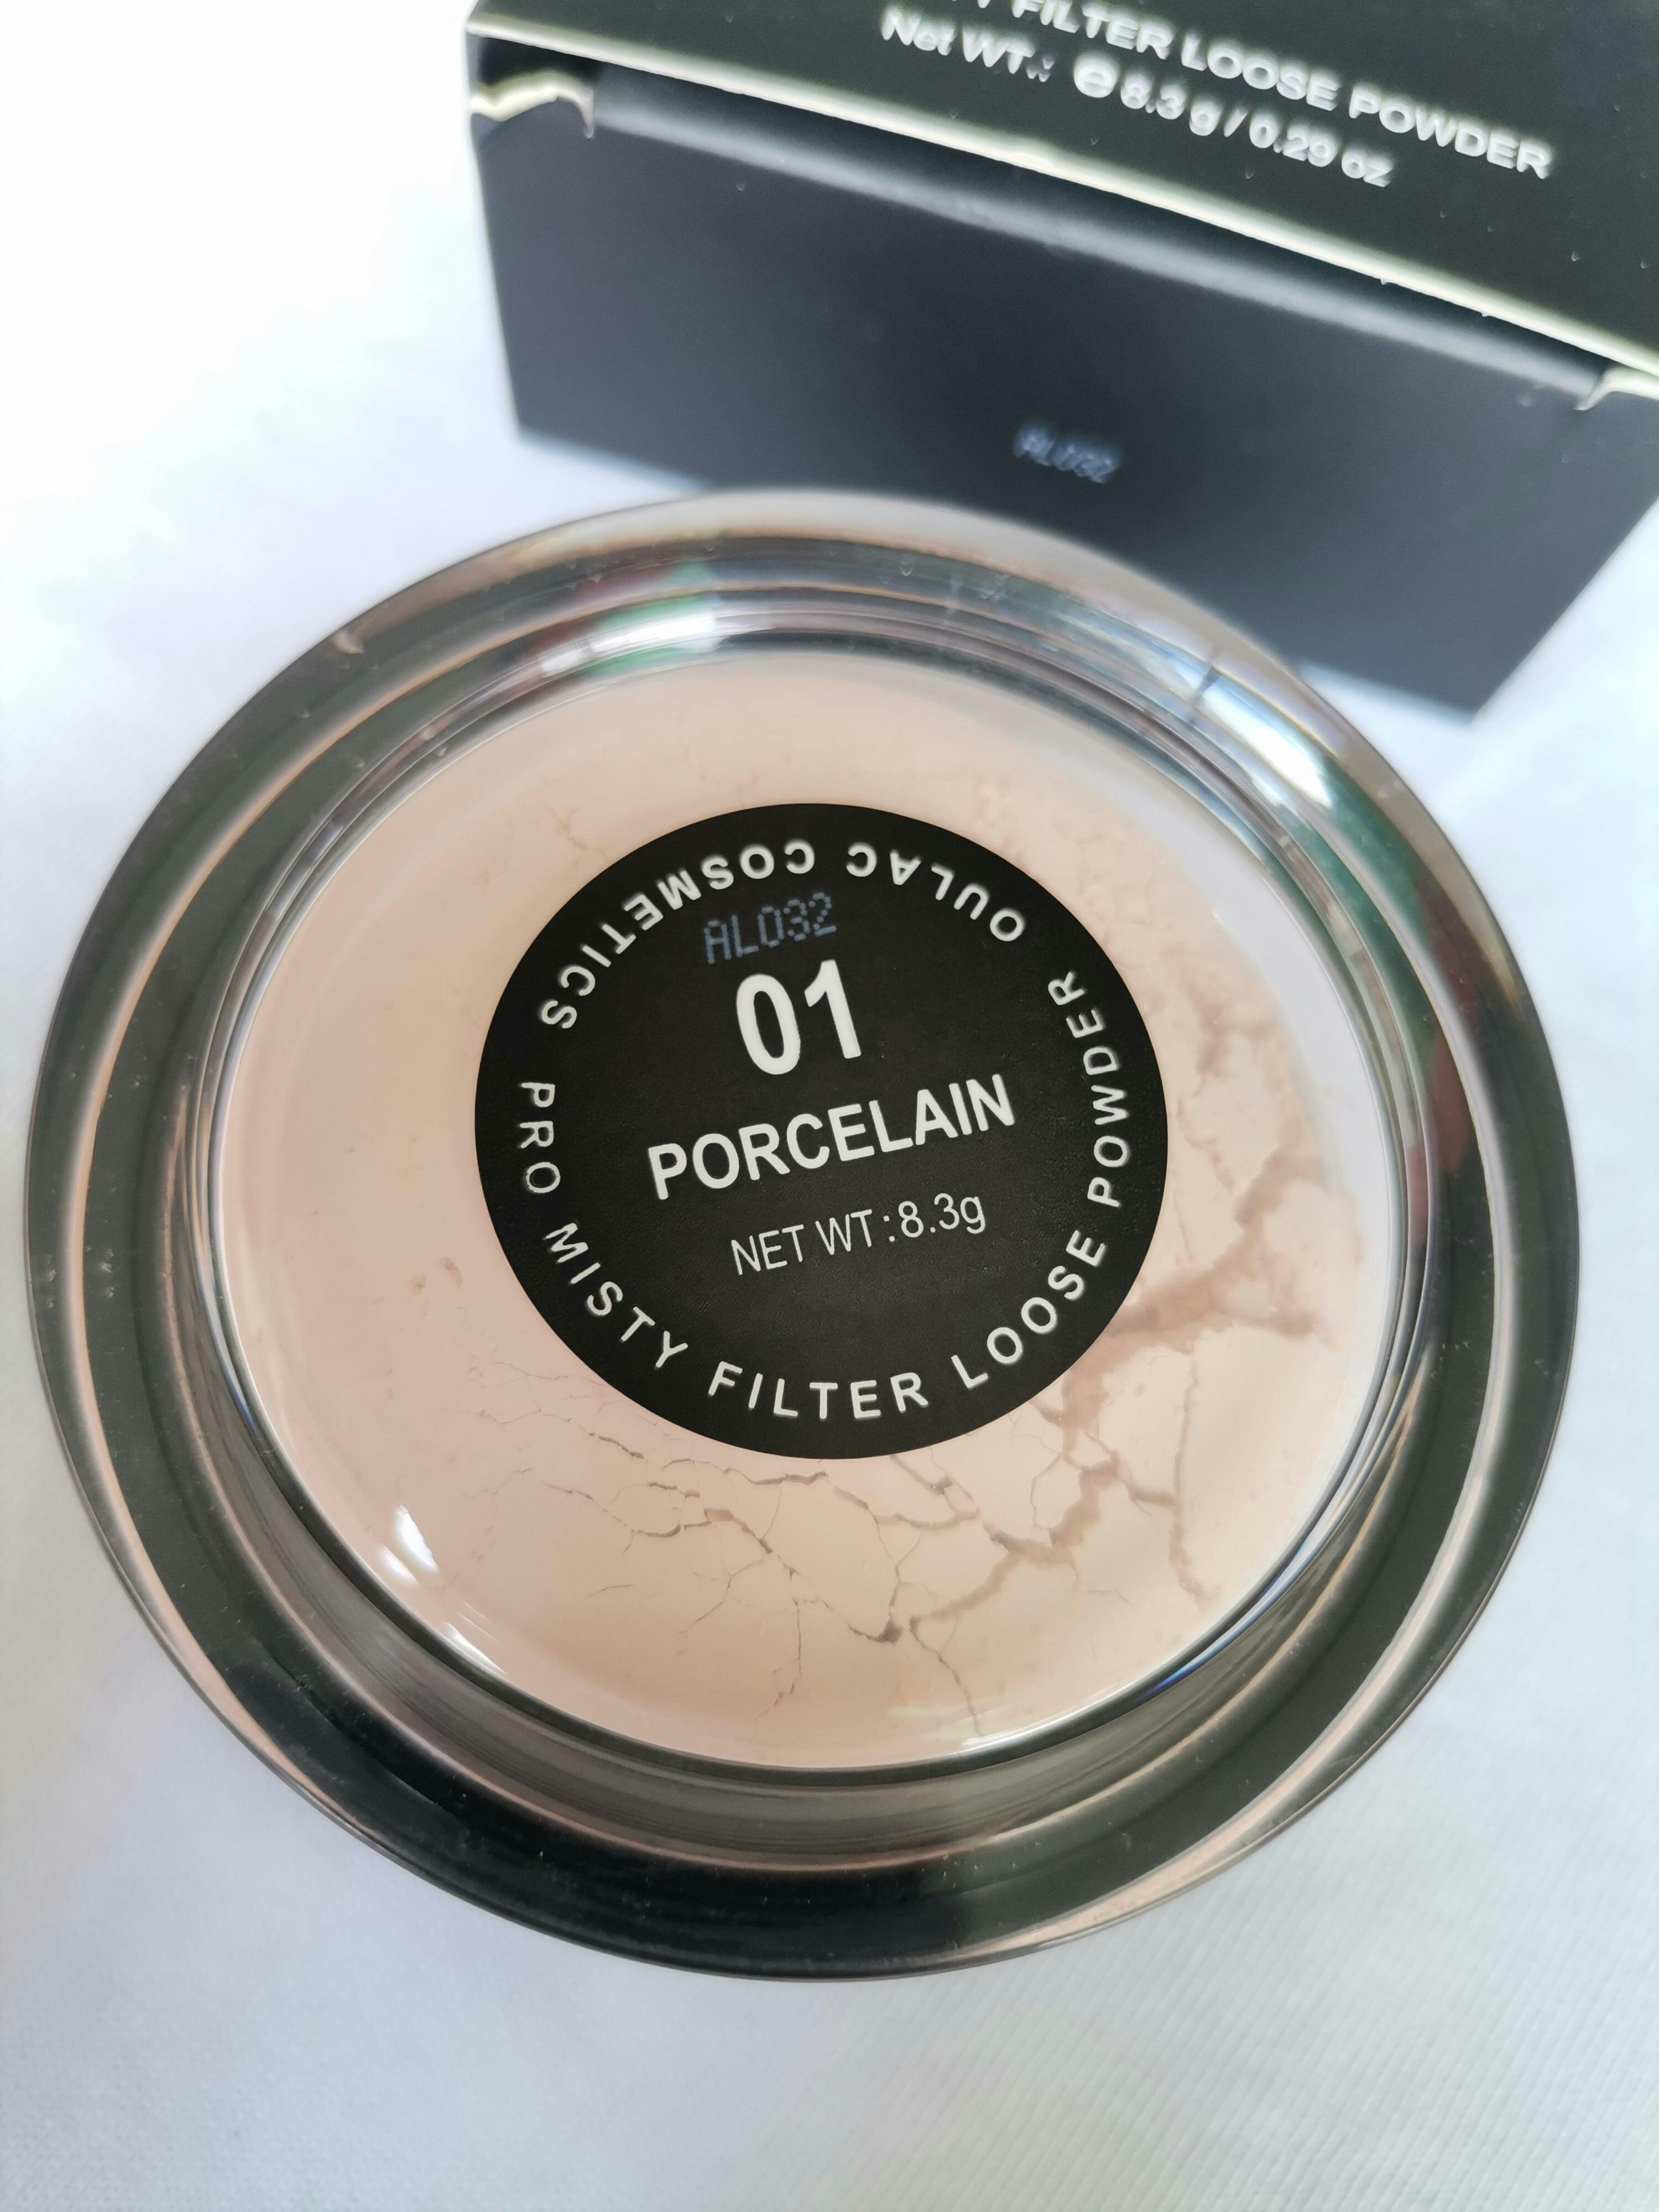 FILTER LOOSE POWDER
Net WT.: ℮ 8.3 g / 0.29 oz
AL032
OULAC COSMETICS
AL032
01
PORCELAIN
NET WT:8.3g
PRO MISTY FILTER LOOSE POWDER